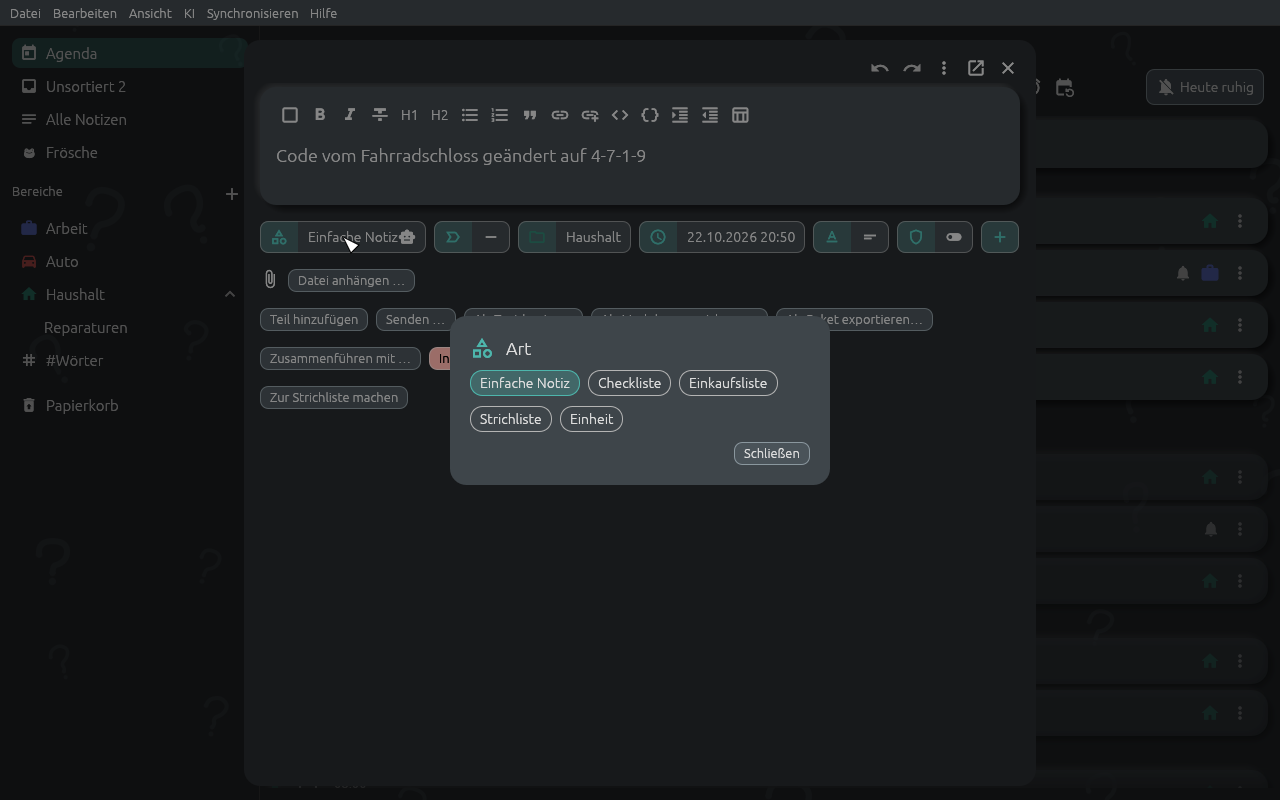 Datei Bearbeiten Ansicht KI Synchronisieren Hilfe
Agenda
Unsortiert 2
Alle Notizen
Frösche
Bereiche
Arbeit
Auto
Haushalt
Reparaturen
#Wörter
Papierkorb
Heute ruhig
H1 H2
Code vom Fahrradschloss geändert auf 4-7-1-9
Einfache Notiz Haushalt 22.10.2026 20:50
Datei anhängen …
Teil hinzufügen Senden … exportieren…
Zusammenführen mit …
Zur Strichliste machen
Art
Einfache Notiz Checkliste Einkaufsliste
Strichliste Einheit
Schließen